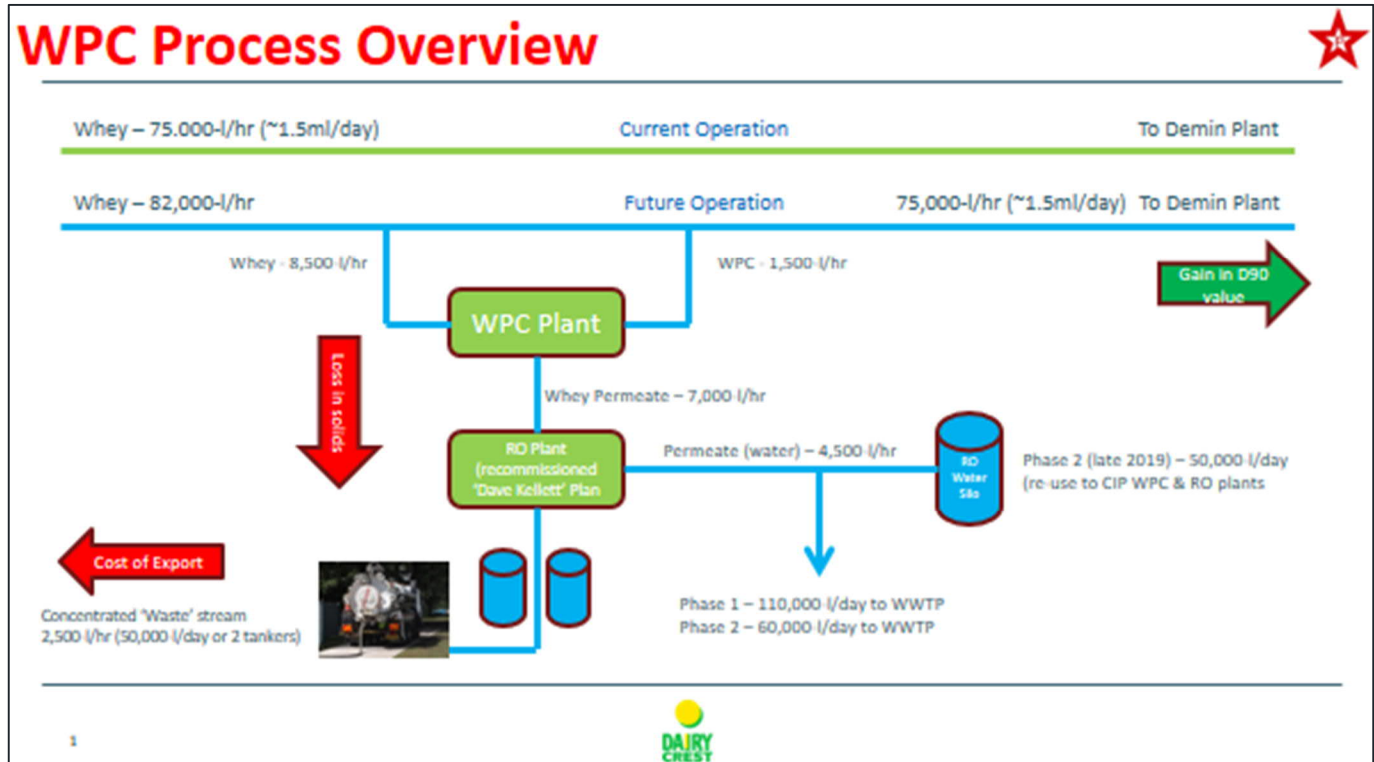 WPC Process Overview
Whey – 75.000-l/hr (~1.5ml/day)
Current Operation
To Demin Plant
Whey – 82,000-l/hr
Future Operation
75,000-l/hr (~1.5ml/day) To Demin Plant
Whey - 8,500-l/hr
WPC - 1,500-l/hr
Gain in D90
value
WPC Plant
Loss in solids
Whey Permeate – 7,000-l/hr
RO Plant
(recommissioned
'Dave Kellett' Plan
Permeate (water) – 4,500-l/hr
RO
Water
Silo
Phase 2 (late 2019) – 50,000-l/day
(re-use to CIP WPC & RO plants
Cost of Export
Concentrated 'Waste' stream
2,500-l/hr (50,000-l/day or 2 tankers)
Phase 1 – 110,000-l/day to WWTP
Phase 2 – 60,000-l/day to WWTP
1
DAIRY
CREST